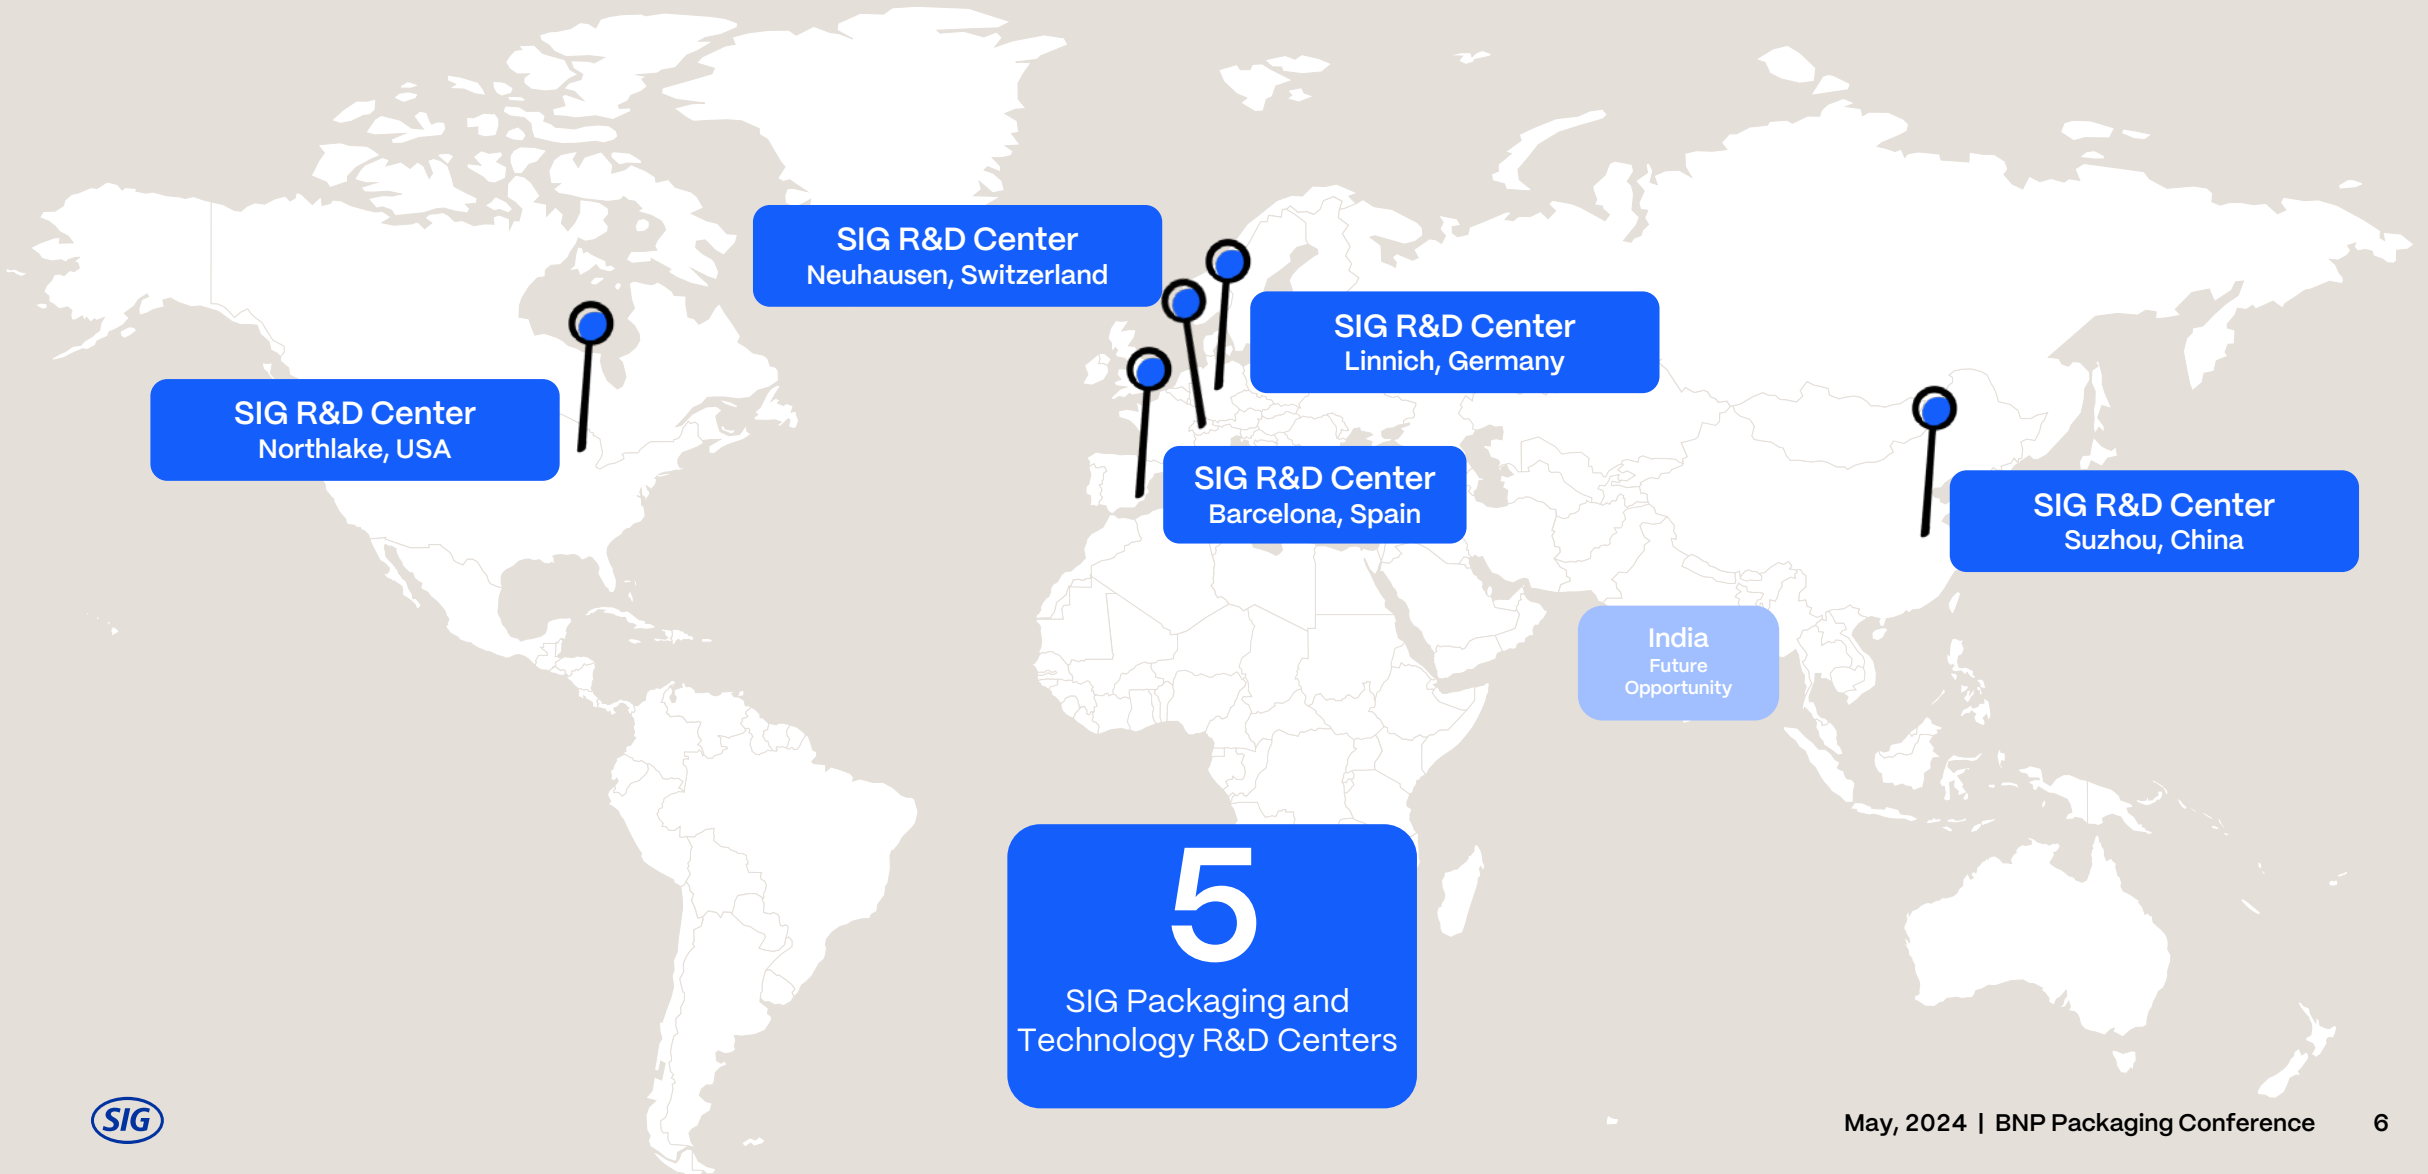 SIG R&D Center
Neuhausen, Switzerland
SIG R&D Center
Linnich, Germany
SIG R&D Center
Northlake, USA
SIG R&D Center
Barcelona, Spain
SIG R&D Center
Suzhou, China
India
Future
Opportunity
5
SIG Packaging and
Technology R&D Centers
SIG
May, 2024 | BNP Packaging Conference 6